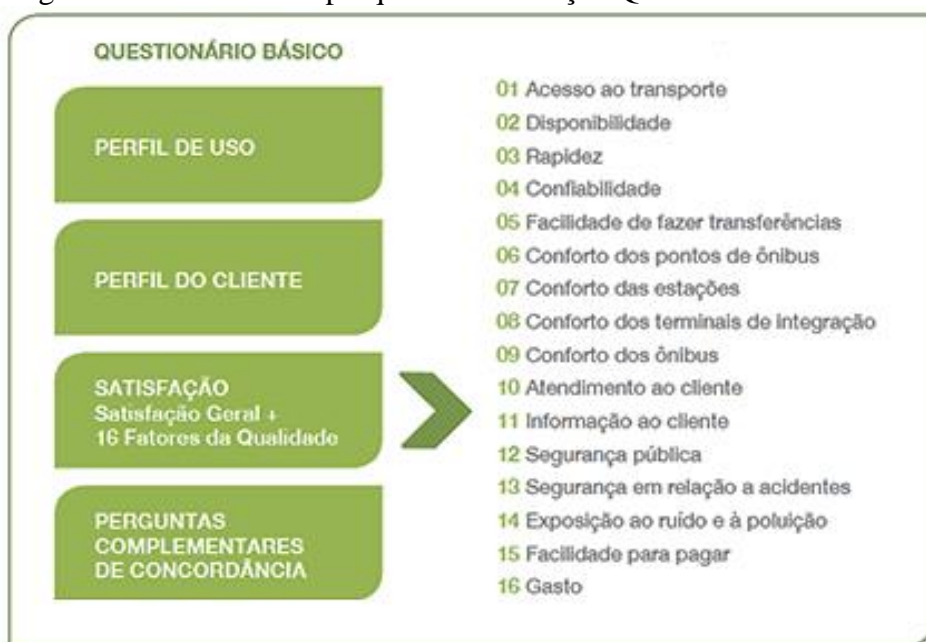 QUESTIONÁRIO BÁSICO
PERFIL DE USO
PERFIL DO CLIENTE
SATISFAÇÃO
Satisfação Geral +
16 Fatores da Qualidade
PERGUNTAS
COMPLEMENTARES
DE CONCORDÂNCIA
01 Acesso ao transporte
02 Disponibilidade
03 Rapidez
04 Confiabilidade
05 Facilidade de fazer transferências
06 Conforto dos pontos de ônibus
07 Conforto das estações
08 Conforto dos terminais de integração
09 Conforto dos ônibus
10 Atendimento ao cliente
11 Informação ao cliente
12 Segurança pública
13 Segurança em relação a acidentes
14 Exposição ao ruído e à poluição
15 Facilidade para pagar
16 Gasto